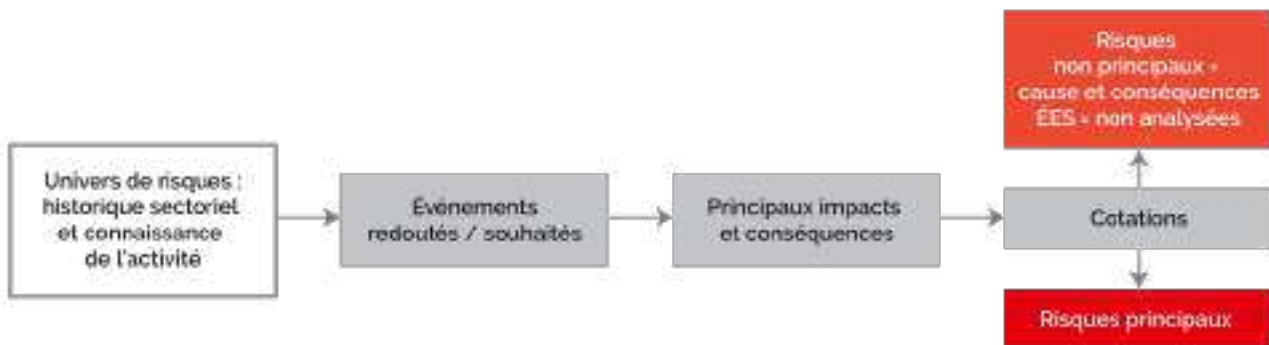 Univers de risques :
historique sectoriel
et connaissance
de l'activité
Événements
redoutés / souhaités
Principaux impacts
et conséquences
Risques
non principaux =
cause et conséquences
ÉES = non analysées
Cotations
Risques principaux